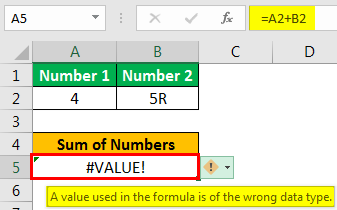 A5 =A2+B2
A B C D
1 Number 1 Number 2
2 4 5R
3
4 Sum of Numbers
5 #VALUE! !
6 A value used in the formula is of the wrong data type.
7